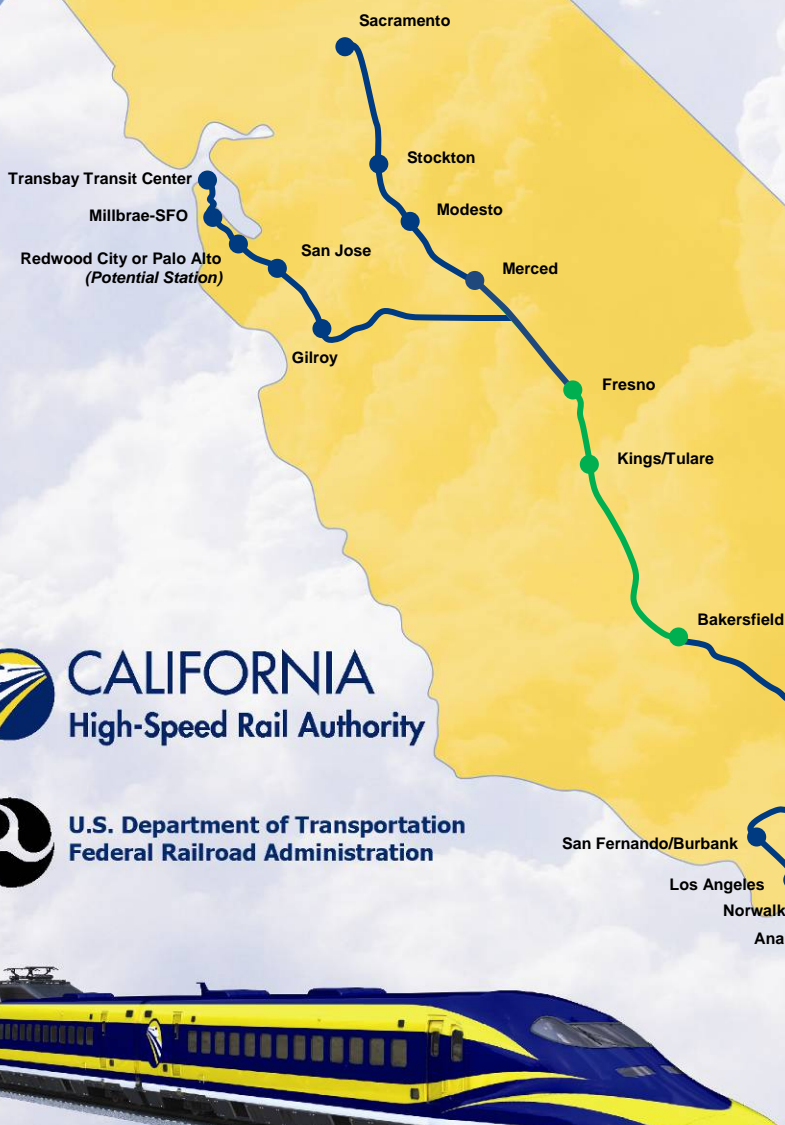 Sacramento
Stockton
Transbay Transit Center
Modesto
Millbrae-SFO
San Jose
Redwood City or Palo Alto
(Potential Station)
Merced
Gilroy
Fresno
Kings/Tulare
Bakersfield
CALIFORNIA
High-Speed Rail Authority
U.S. Department of Transportation
Federal Railroad Administration
San Fernando/Burbank
Los Angeles
Norwalk
Ana